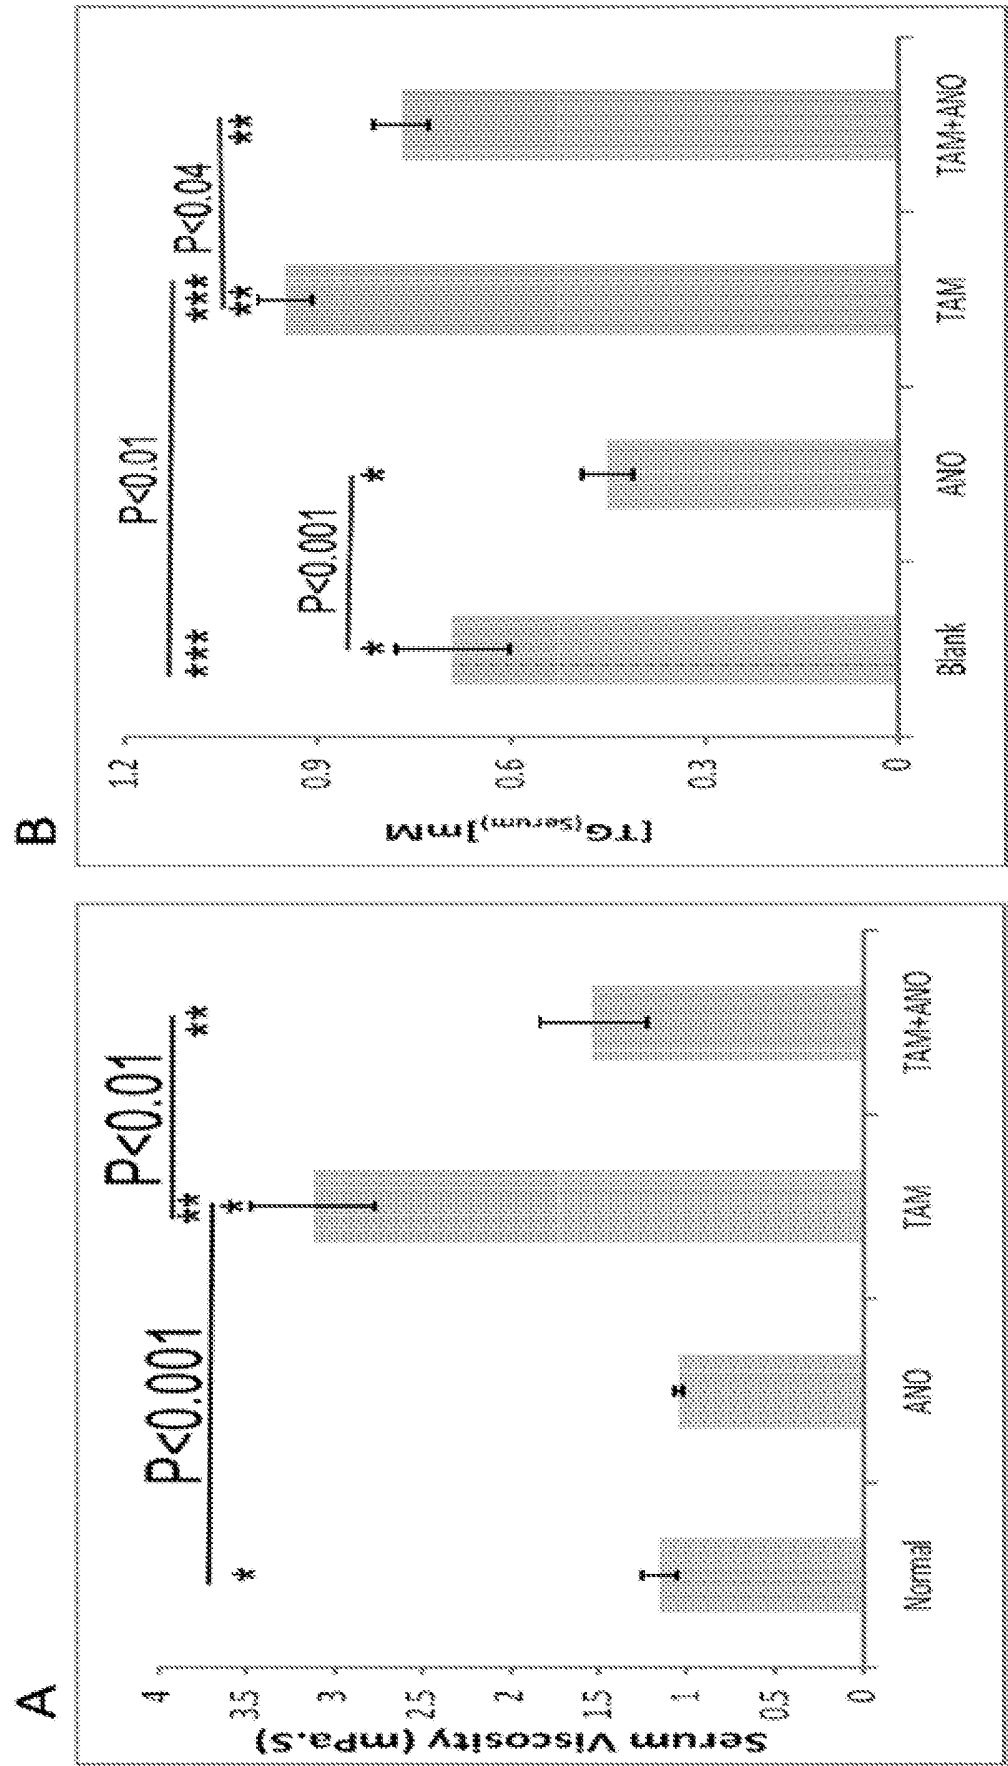 A
P<0.01
P<0.001
**
**
*
*
4
3.5
3
2.5
2
1.5
1
0.5
0
Serum Viscosity (mPa.S)
Normal
ANO
TAM
TAM+ANO
B
P<0.01
P<0.04
P<0.001
***
***
**
**
*
*
1.2
0.9
0.6
0.3
0
[TG(Serum)]mM
Blank
ANO
TAM
TAM+ANO